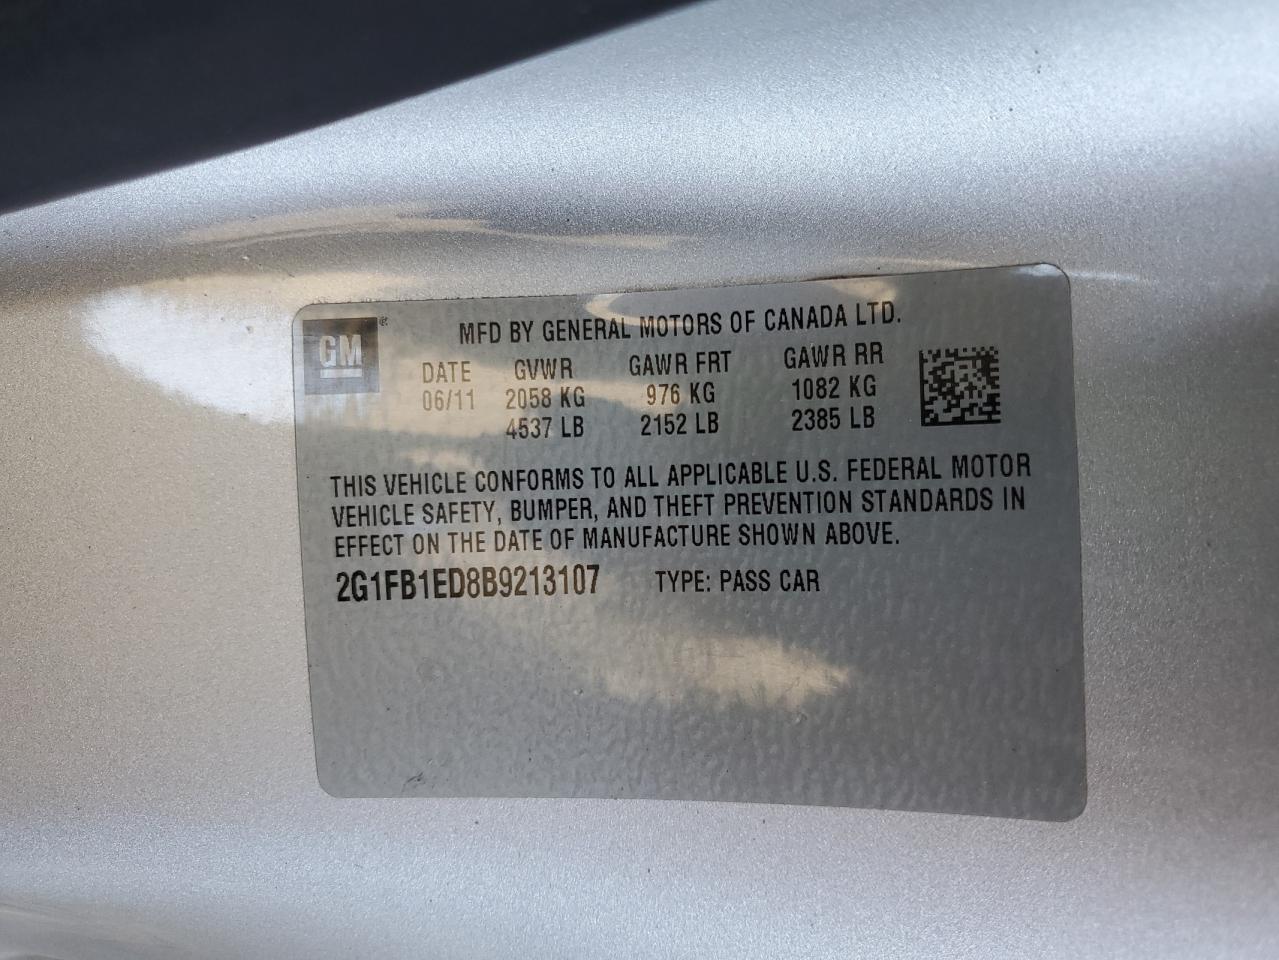 GM®
MFD BY GENERAL MOTORS OF CANADA LTD.
DATE GVWR GAWR FRT GAWR RR
06/11 2058 KG 976 KG 1082 KG
4537 LB 2152 LB 2385 LB
THIS VEHICLE CONFORMS TO ALL APPLICABLE U.S. FEDERAL MOTOR
VEHICLE SAFETY, BUMPER, AND THEFT PREVENTION STANDARDS IN
EFFECT ON THE DATE OF MANUFACTURE SHOWN ABOVE.
2G1FB1ED8B9213107 TYPE: PASS CAR